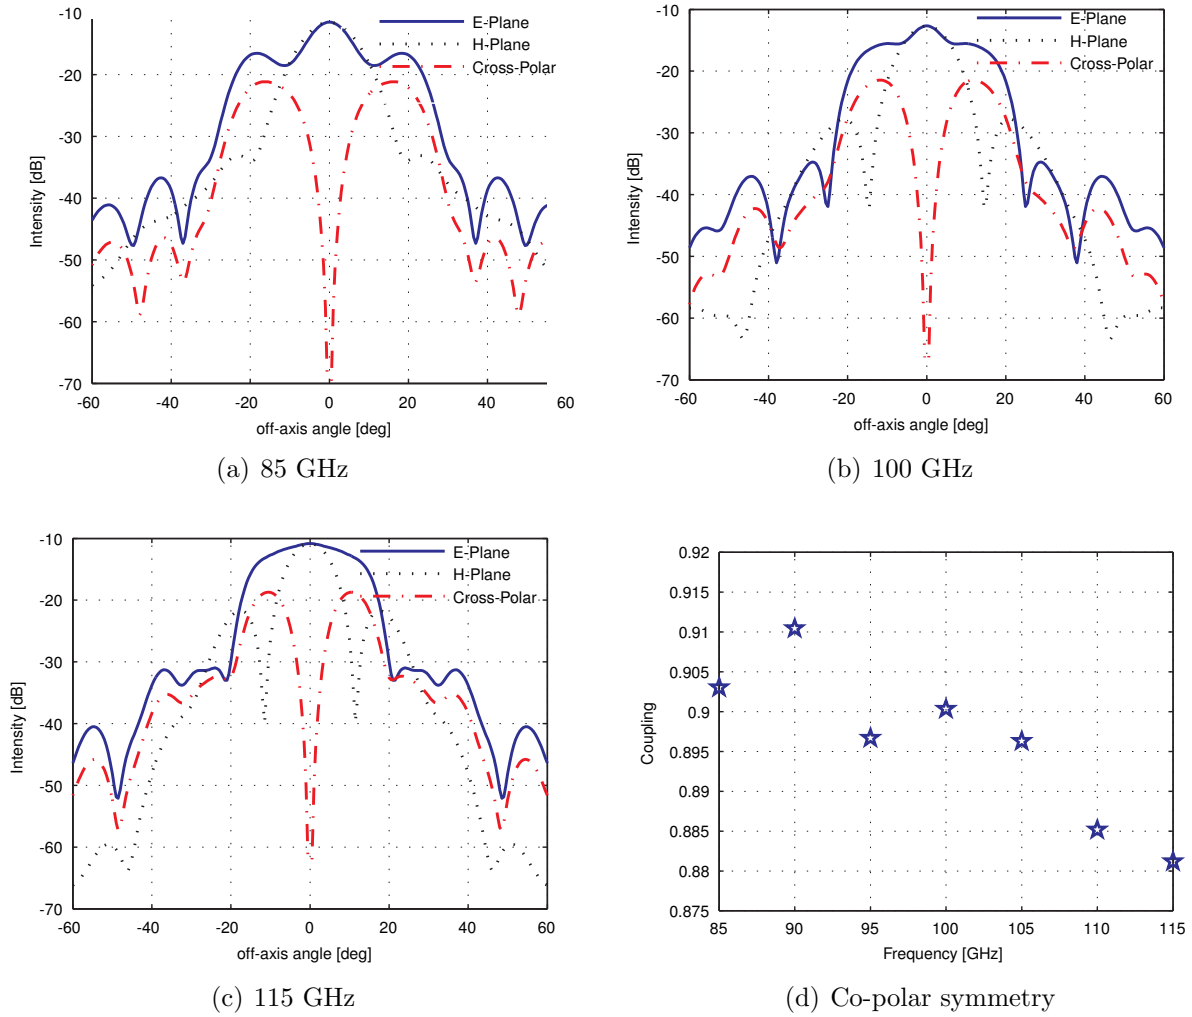 -10
-20
-30
-40
-50
-60
-70
Intensity [dB]
E-Plane
H-Plane
Cross-Polar
-60 -40 -20 0 20 40 60
off-axis angle [deg]
(a) 85 GHz
-10
-20
-30
-40
-50
-60
-70
Intensity [dB]
E-Plane
H-Plane
Cross-Polar
-60 -40 -20 0 20 40 60
off-axis angle [deg]
(b) 100 GHz
-10
-20
-30
-40
-50
-60
-70
Intensity [dB]
E-Plane
H-Plane
Cross-Polar
-60 -40 -20 0 20 40 60
off-axis angle [deg]
(c) 115 GHz
0.92
0.915
0.91
0.905
0.9
0.895
0.89
0.885
0.88
0.875
Coupling
85 90 95 100 105 110 115
Frequency [GHz]
(d) Co-polar symmetry